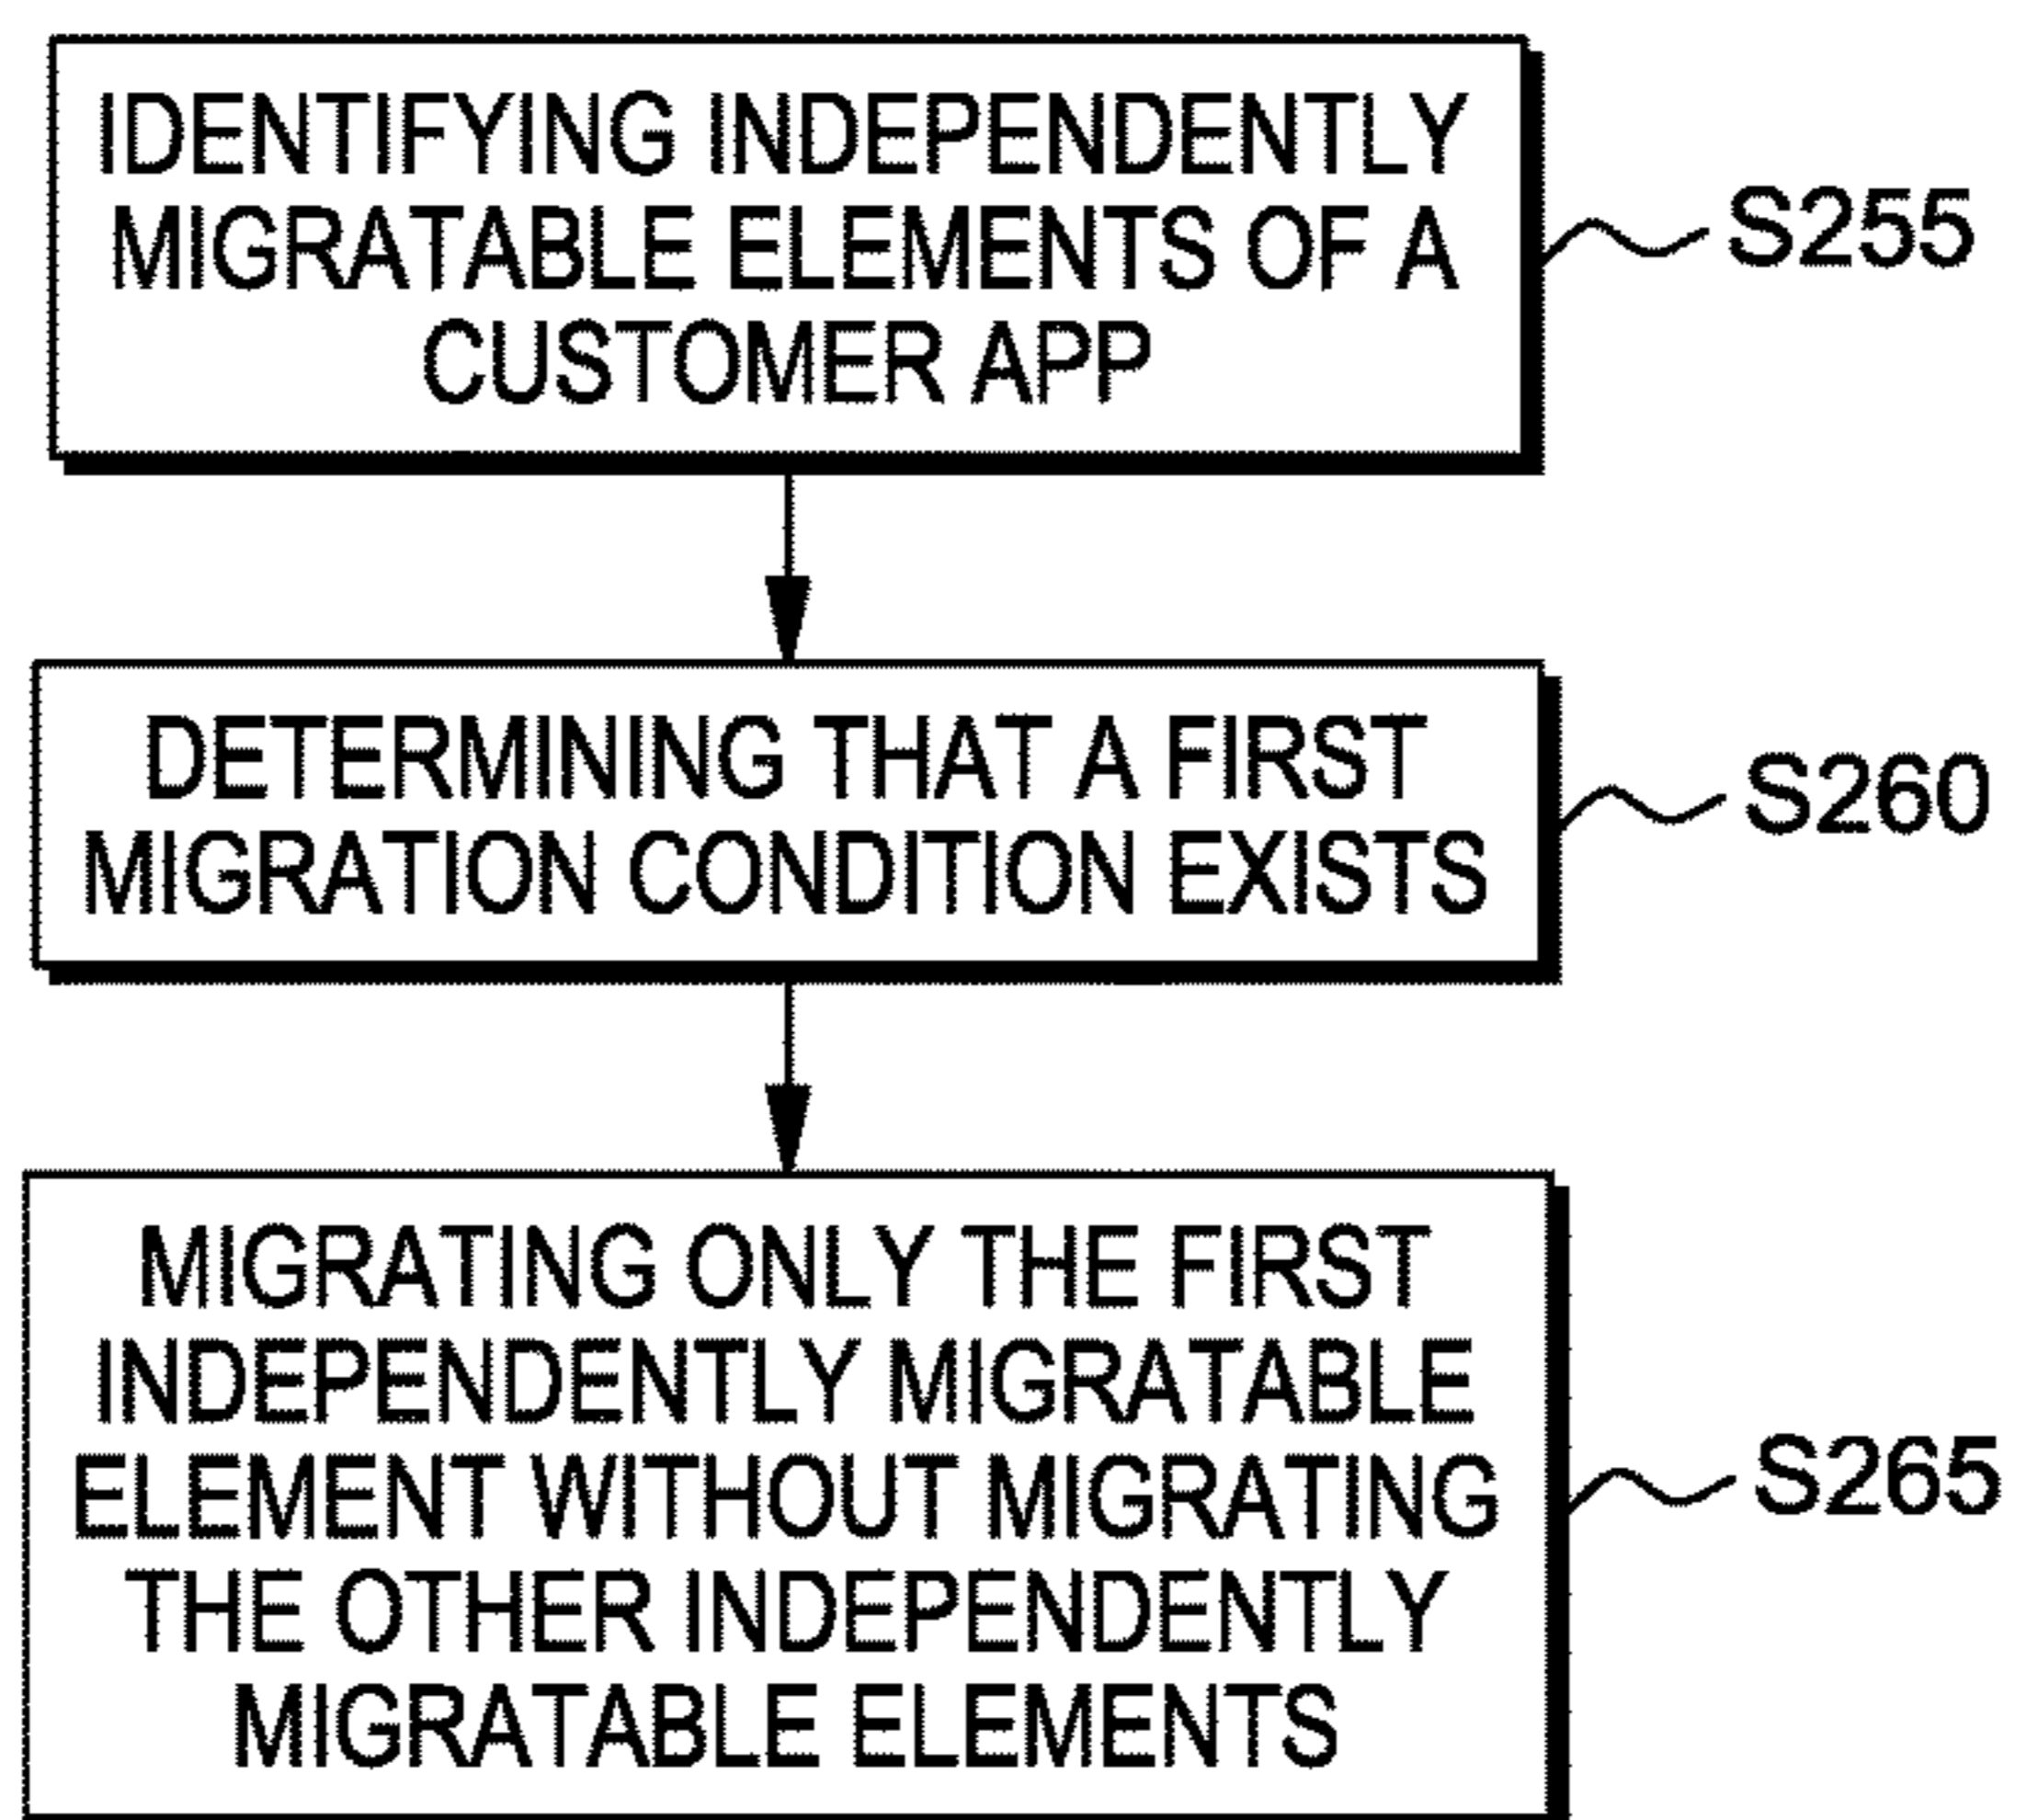 IDENTIFYING INDEPENDENTLY
MIGRATABLE ELEMENTS OF A
CUSTOMER APP
S255
DETERMINING THAT A FIRST
MIGRATION CONDITION EXISTS
S260
MIGRATING ONLY THE FIRST
INDEPENDENTLY MIGRATABLE
ELEMENT WITHOUT MIGRATING
THE OTHER INDEPENDENTLY
MIGRATABLE ELEMENTS
S265